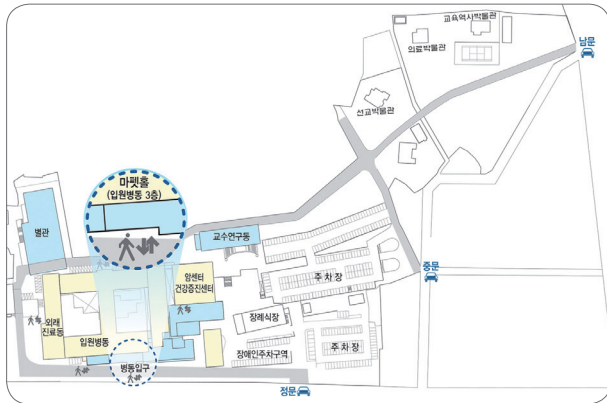 교육역사박물관
의료박물관
남문
선교박물관
마펫홀
(입원병동 3층)
별관
교수연구동
중문
암센터
건강증진센터
주차장
외래
진료동
장례식장
입원병동
장애인주차구역
주차장
병동입구
정문